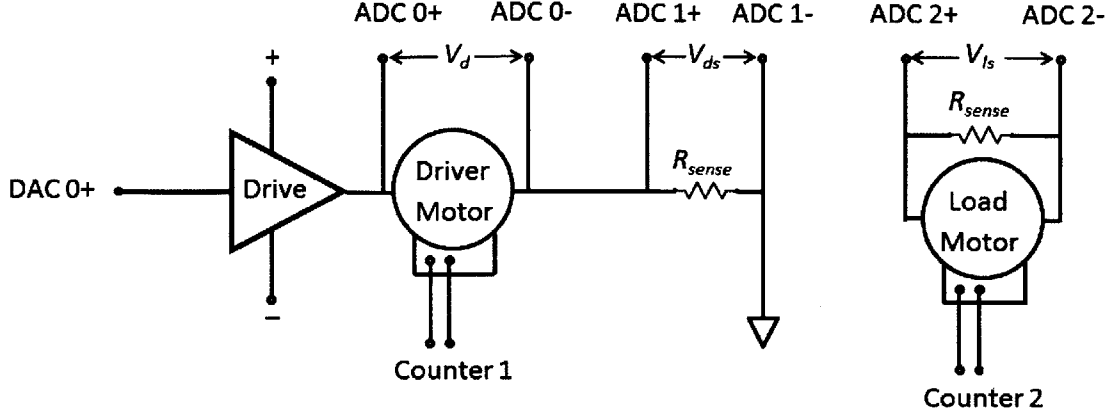 ADC 0+ ADC 0- ADC 1+ ADC 1- ADC 2+ ADC 2-
V_d V_ds V_ls
+
R_sense
DAC 0+ Drive Driver Motor R_sense Load Motor
−
Counter 1
Counter 2